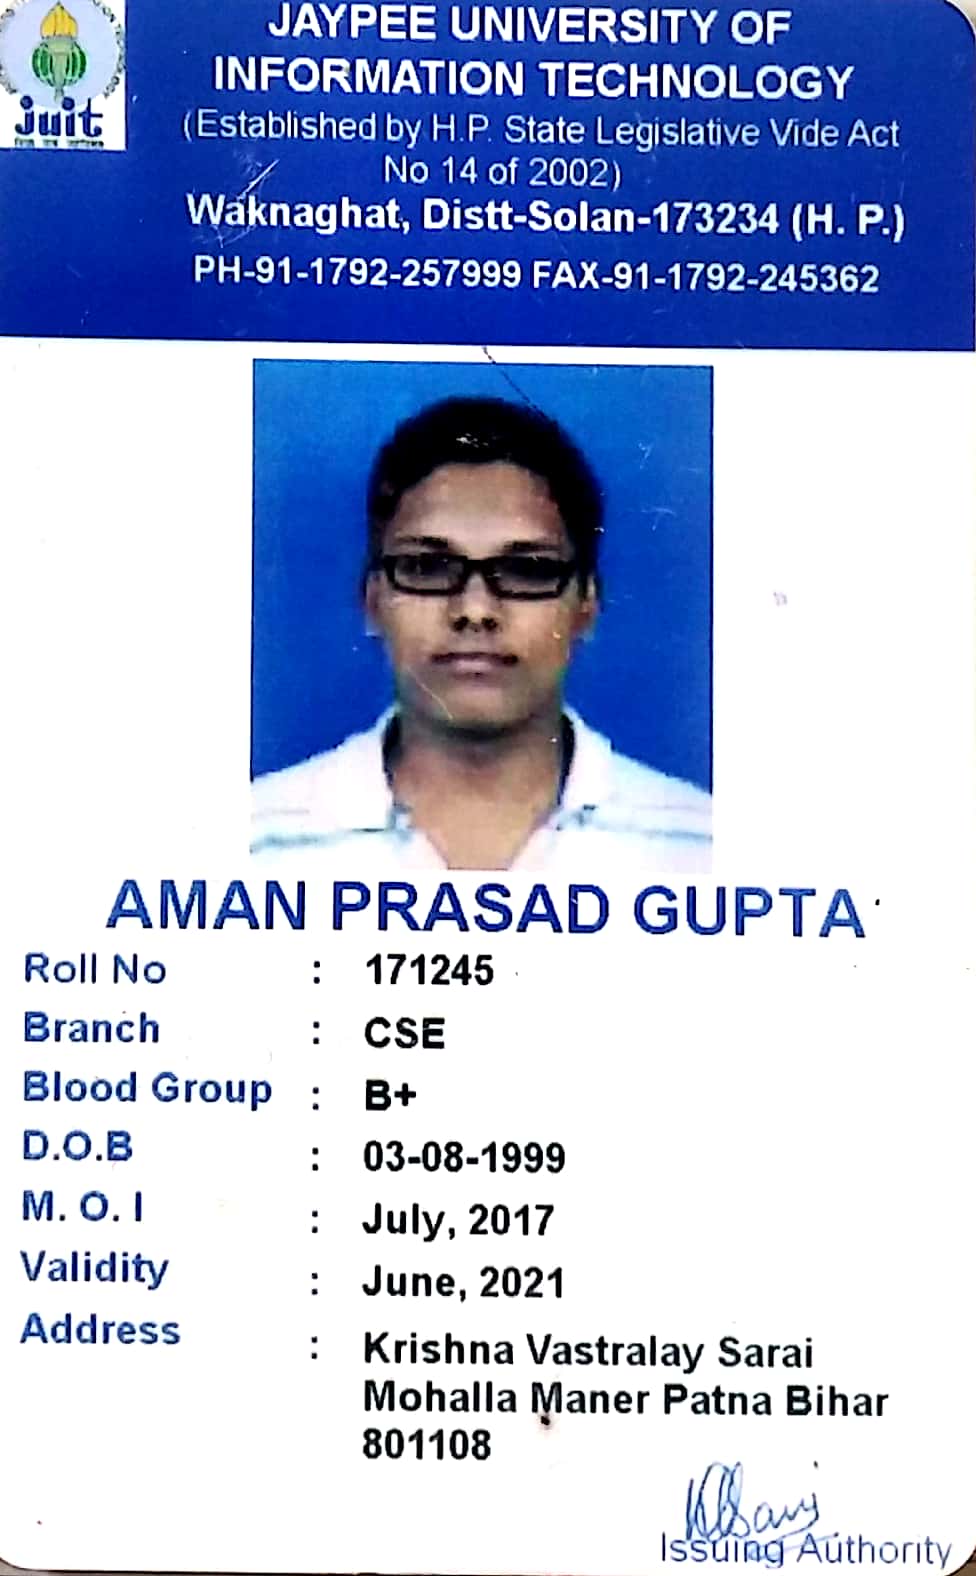 juit
JAYPEE UNIVERSITY OF
INFORMATION TECHNOLOGY
(Established by H.P. State Legislative Vide Act
No 14 of 2002)
Waknaghat, Distt-Solan-173234 (H. P.)
PH-91-1792-257999 FAX-91-1792-245362
AMAN PRASAD GUPTA
Roll No : 171245
Branch : CSE
Blood Group : B+
D.O.B : 03-08-1999
M. O. I : July, 2017
Validity : June, 2021
Address : Krishna Vastralay Sarai
Mohalla Maner Patna Bihar
801108
Issuing Authority